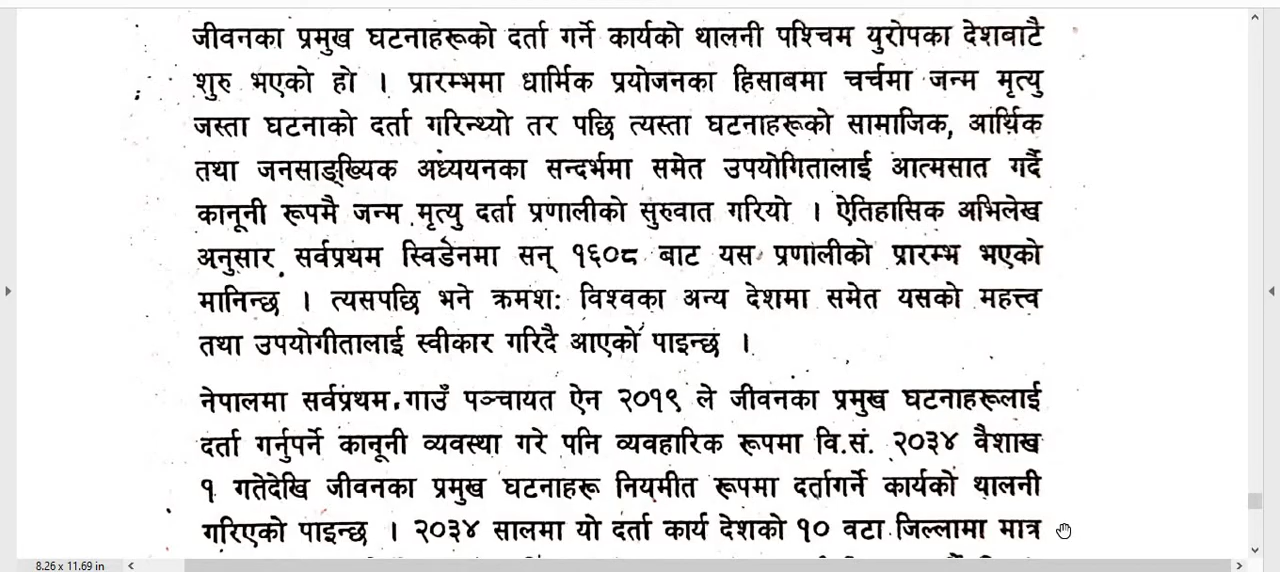 जीवनका प्रमुख घटनाहरूको दर्ता गर्ने कार्यको थालनी पश्चिम युरोपका देशबाटै
शुरु भएको हो । प्रारम्भमा धार्मिक प्रयोजनका हिसाबमा चर्चमा जन्म मृत्यु
जस्ता घटनाको दर्ता गरिन्थ्यो तर पछि त्यस्ता घटनाहरूको सामाजिक, आर्थिक
तथा जनसाङ्ख्यिक अध्ययनका सन्दर्भमा समेत उपयोगितालाई आत्मसात गर्दै
कानूनी रूपमै जन्म मृत्यु दर्ता प्रणालीको सुरुवात गरियो । ऐतिहासिक अभिलेख
अनुसार सर्वप्रथम स्विडेनमा सन् १६०८ बाट यस प्रणालीको प्रारम्भ भएको
मानिन्छ । त्यसपछि भने क्रमशः विश्वका अन्य देशमा समेत यसको महत्त्व
तथा उपयोगीतालाई स्वीकार गरिदै आएको पाइन्छ ।
नेपालमा सर्वप्रथम गाउँ पञ्चायत ऐन २०१९ ले जीवनका प्रमुख घटनाहरूलाई
दर्ता गर्नुपर्ने कानूनी व्यवस्था गरे पनि व्यवहारिक रूपमा वि.सं. २०३४ वैशाख
१ गतेदेखि जीवनका प्रमुख घटनाहरू नियमीत रूपमा दर्तागर्ने कार्यको थालनी
गरिएको पाइन्छ । २०३४ सालमा यो दर्ता कार्य देशको १० वटा जिल्लामा मात्र
8.26 x 11.69 in